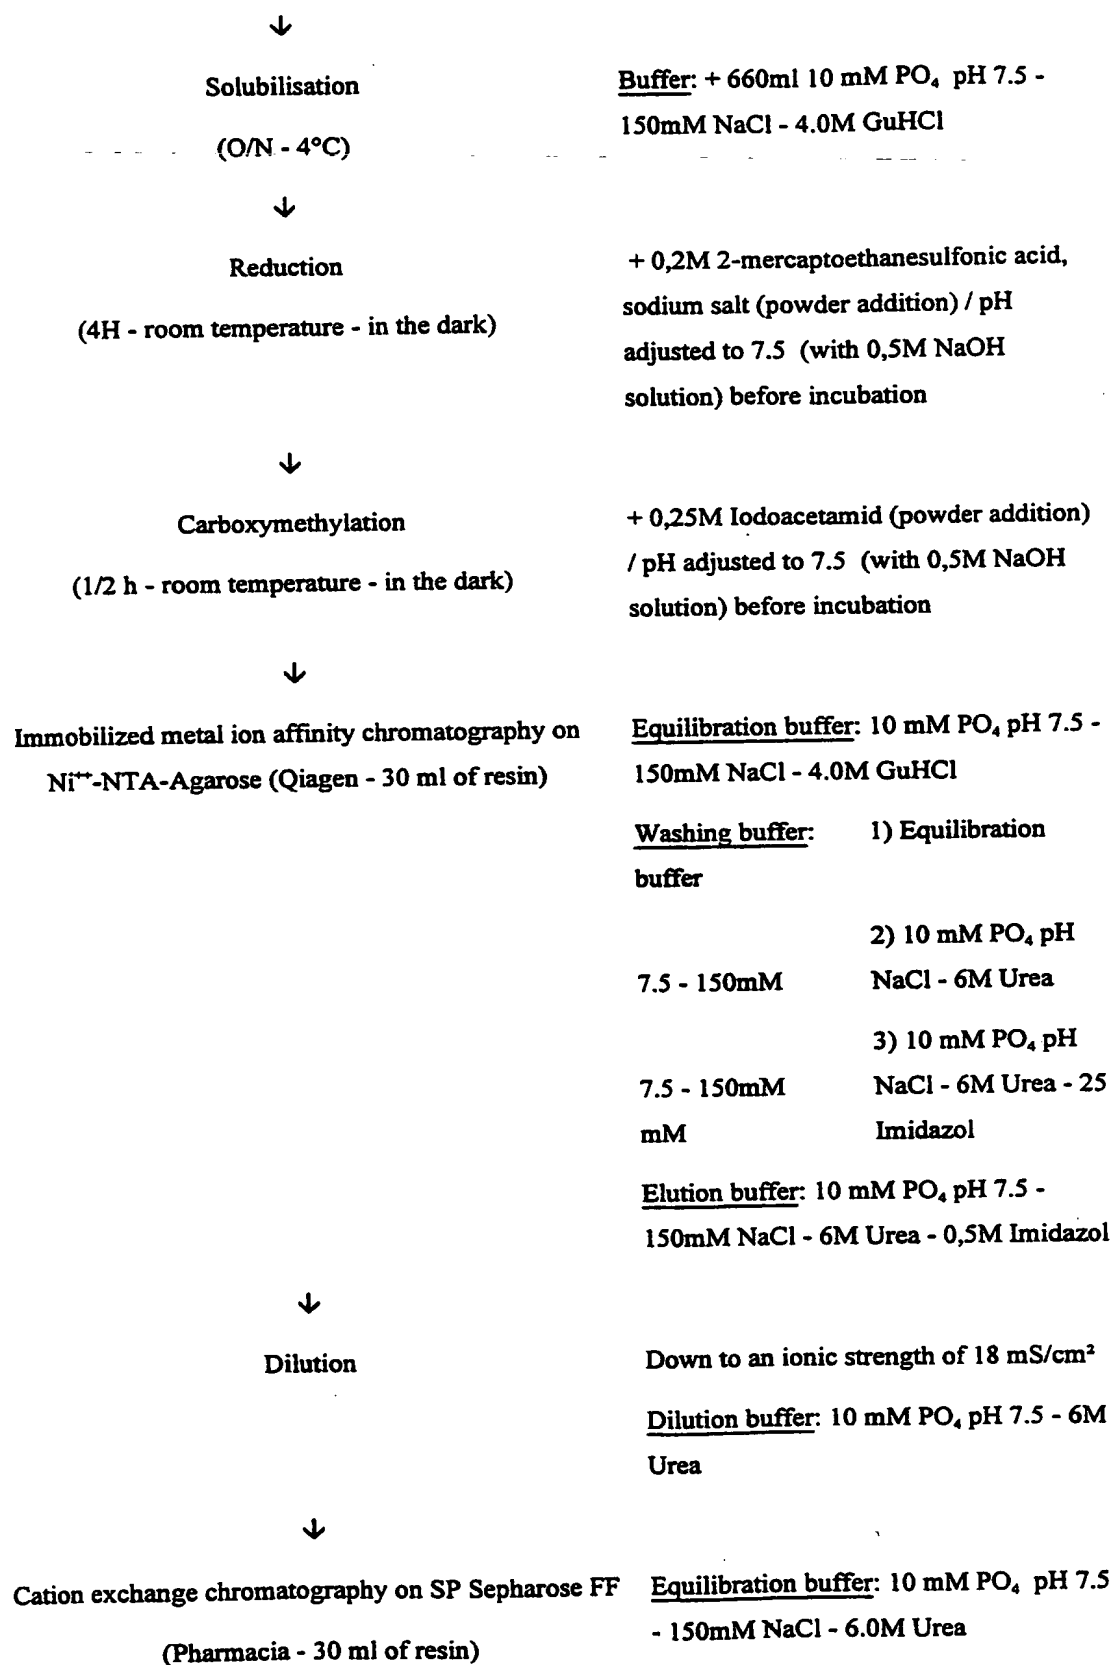 ↓
Solubilisation
(O/N - 4°C)
Buffer: + 660ml 10 mM PO₄ pH 7.5 -
150mM NaCl - 4.0M GuHCl
↓
Reduction
(4H - room temperature - in the dark)
+ 0,2M 2-mercaptoethanesulfonic acid,
sodium salt (powder addition) / pH
adjusted to 7.5 (with 0,5M NaOH
solution) before incubation
↓
Carboxymethylation
(1/2 h - room temperature - in the dark)
+ 0,25M Iodoacetamid (powder addition)
/ pH adjusted to 7.5 (with 0,5M NaOH
solution) before incubation
↓
Immobilized metal ion affinity chromatography on
Ni⁺⁺-NTA-Agarose (Qiagen - 30 ml of resin)
Equilibration buffer: 10 mM PO₄ pH 7.5 -
150mM NaCl - 4.0M GuHCl
Washing buffer: 1) Equilibration
buffer
2) 10 mM PO₄ pH
7.5 - 150mM NaCl - 6M Urea
3) 10 mM PO₄ pH
7.5 - 150mM NaCl - 6M Urea - 25
mM Imidazol
Elution buffer: 10 mM PO₄ pH 7.5 -
150mM NaCl - 6M Urea - 0,5M Imidazol
↓
Dilution
Down to an ionic strength of 18 mS/cm²
Dilution buffer: 10 mM PO₄ pH 7.5 - 6M
Urea
↓
Cation exchange chromatography on SP Sepharose FF
(Pharmacia - 30 ml of resin)
Equilibration buffer: 10 mM PO₄ pH 7.5
- 150mM NaCl - 6.0M Urea